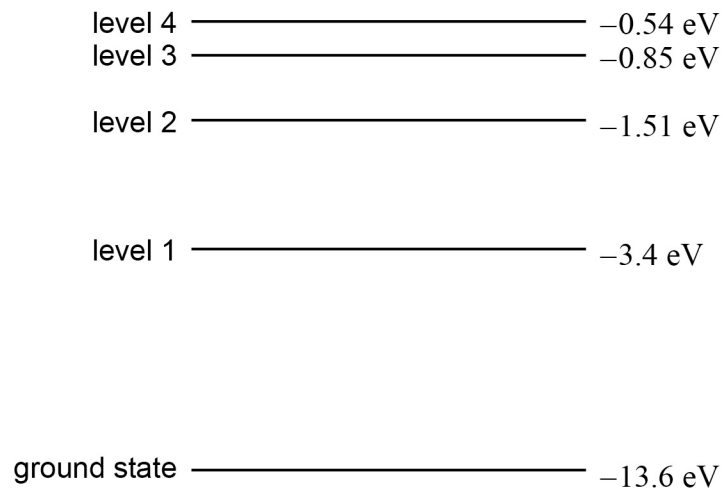 level 4 −0.54 eV
level 3 −0.85 eV
level 2 −1.51 eV
level 1 −3.4 eV
ground state −13.6 eV